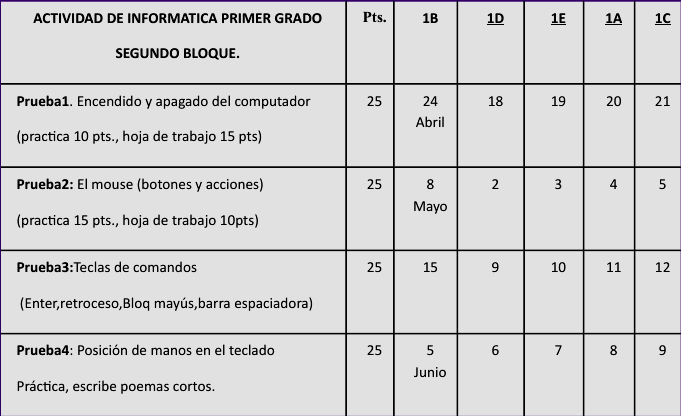 ACTIVIDAD DE INFORMATICA PRIMER GRADO
SEGUNDO BLOQUE.
Pts. 1B 1D 1E 1A 1C
Prueba1. Encendido y apagado del computador
(practica 10 pts., hoja de trabajo 15 pts)
25 24 18 19 20 21
Abril
Prueba2: El mouse (botones y acciones)
(practica 15 pts., hoja de trabajo 10pts)
25 8 2 3 4 5
Mayo
Prueba3:Teclas de comandos
(Enter,retroceso,Bloq mayús,barra espaciadora)
25 15 9 10 11 12
Prueba4: Posición de manos en el teclado
Práctica, escribe poemas cortos.
25 5 6 7 8 9
Junio